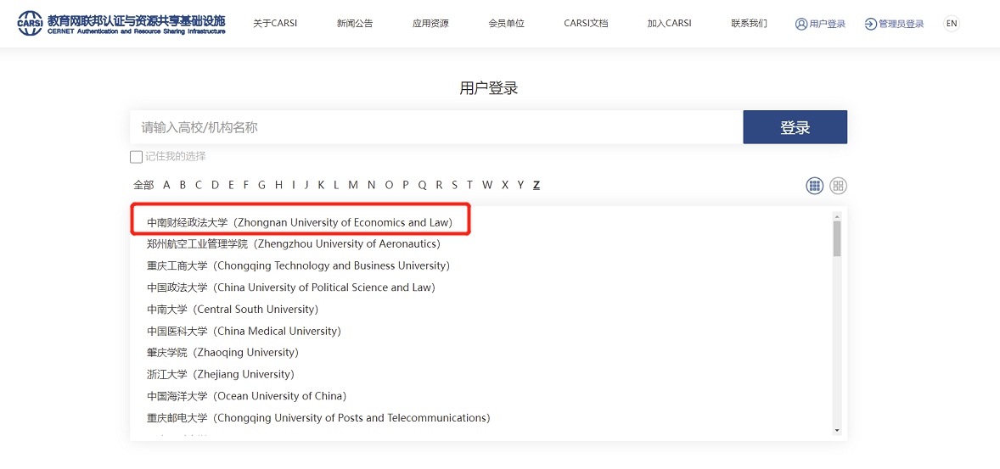 CARSI 教育网联邦认证与资源共享基础设施
CERNET Authentication and Resource Sharing Infrastructure
关于CARSI 新闻公告 应用资源 会员单位 CARSI文档 加入CARSI 联系我们 用户登录 管理员登录 EN
用户登录
请输入高校/机构名称 登录
记住我的选择
全部 A B C D E F G H I J K L M N O P Q R S T W X Y Z
中南财经政法大学（Zhongnan University of Economics and Law）
郑州航空工业管理学院（Zhengzhou University of Aeronautics）
重庆工商大学（Chongqing Technology and Business University）
中国政法大学（China University of Political Science and Law）
中南大学（Central South University）
中国医科大学（China Medical University）
肇庆学院（Zhaoqing University）
浙江大学（Zhejiang University）
中国海洋大学（Ocean University of China）
重庆邮电大学（Chongqing University of Posts and Telecommunications）